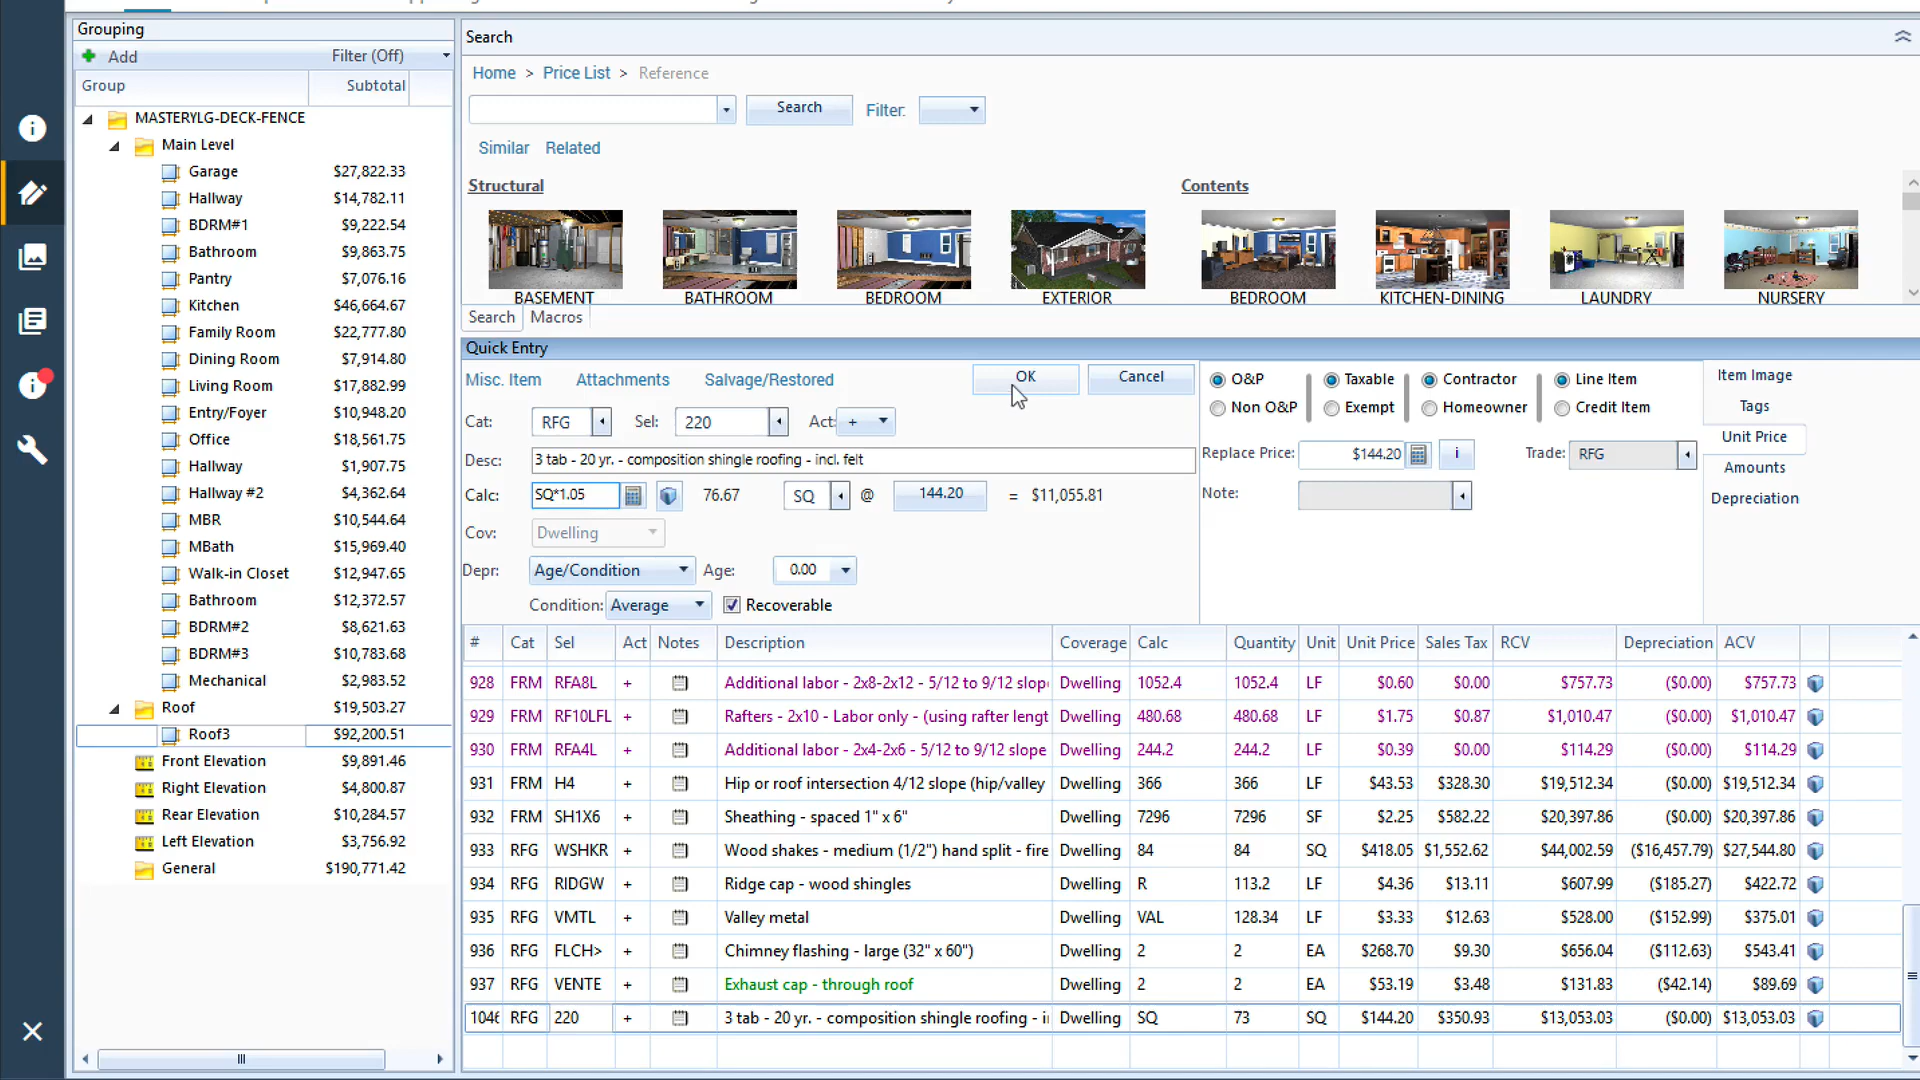 Grouping
Add Filter (Off)
Group Subtotal
MASTERYLG-DECK-FENCE
Main Level
Garage $27,822.33
Hallway $14,782.11
BDRM#1 $9,222.54
Bathroom $9,863.75
Pantry $7,076.16
Kitchen $46,664.67
Family Room $22,777.80
Dining Room $7,914.80
Living Room $17,882.99
Entry/Foyer $10,948.20
Office $18,561.75
Hallway $1,907.75
Hallway #2 $4,362.64
MBR $10,544.64
MBath $15,969.40
Walk-in Closet $12,947.65
Bathroom $12,372.57
BDRM#2 $8,621.63
BDRM#3 $10,783.68
Mechanical $2,983.52
Roof $19,503.27
Roof3 $92,200.51
Front Elevation $9,891.46
Right Elevation $4,800.87
Rear Elevation $10,284.57
Left Elevation $3,756.92
General $190,771.42
Search
Home > Price List > Reference
Search Filter:
Similar Related
Structural Contents
BASEMENT BATHROOM BEDROOM EXTERIOR BEDROOM KITCHEN-DINING LAUNDRY NURSERY
Search Macros
Quick Entry
Misc. Item Attachments Salvage/Restored OK Cancel
Cat: RFG Sel: 220 Act: +
Desc: 3 tab - 20 yr. - composition shingle roofing - incl. felt
Calc: SQ*1.05 76.67 SQ @ 144.20 = $11,055.81
Cov: Dwelling
Depr: Age/Condition Age: 0.00
Condition: Average Recoverable
O&P Taxable Contractor Line Item
Non O&P Exempt Homeowner Credit Item
Replace Price: $144.20 i Trade: RFG
Note:
Item Image
Tags
Unit Price
Amounts
Depreciation
# Cat Sel Act Notes Description Coverage Calc Quantity Unit Unit Price Sales Tax RCV Depreciation ACV
928 FRM RFA8L + Additional labor - 2x8-2x12 - 5/12 to 9/12 slop Dwelling 1052.4 1052.4 LF $0.60 $0.00 $757.73 ($0.00) $757.73
929 FRM RF10LFL + Rafters - 2x10 - Labor only - (using rafter lengt Dwelling 480.68 480.68 LF $1.75 $0.87 $1,010.47 ($0.00) $1,010.47
930 FRM RFA4L + Additional labor - 2x4-2x6 - 5/12 to 9/12 slope Dwelling 244.2 244.2 LF $0.39 $0.00 $114.29 ($0.00) $114.29
931 FRM H4 + Hip or roof intersection 4/12 slope (hip/valley Dwelling 366 366 LF $43.53 $328.30 $19,512.34 ($0.00) $19,512.34
932 FRM SH1X6 + Sheathing - spaced 1" x 6" Dwelling 7296 7296 SF $2.25 $582.22 $20,397.86 ($0.00) $20,397.86
933 RFG WSHKR + Wood shakes - medium (1/2") hand split - fire Dwelling 84 84 SQ $418.05 $1,552.62 $44,002.59 ($16,457.79) $27,544.80
934 RFG RIDGW + Ridge cap - wood shingles Dwelling R 113.2 LF $4.36 $13.11 $607.99 ($185.27) $422.72
935 RFG VMTL + Valley metal Dwelling VAL 128.34 LF $3.33 $12.63 $528.00 ($152.99) $375.01
936 RFG FLCH> + Chimney flashing - large (32" x 60") Dwelling 2 2 EA $268.70 $9.30 $656.04 ($112.63) $543.41
937 RFG VENTE + Exhaust cap - through roof Dwelling 2 2 EA $53.19 $3.48 $131.83 ($42.14) $89.69
1046 RFG 220 + 3 tab - 20 yr. - composition shingle roofing - i Dwelling SQ 73 SQ $144.20 $350.93 $13,053.03 ($0.00) $13,053.03